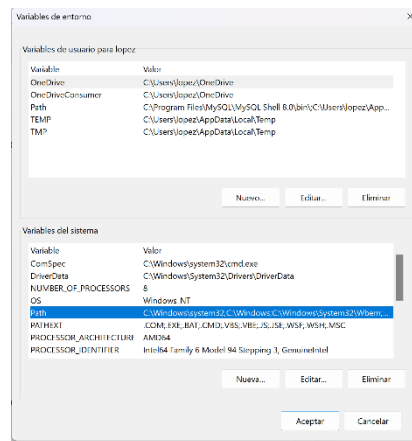 Variables de entorno
Variables de usuario para lopez
Variable Valor
OneDrive C:\Users\lopez\OneDrive
OneDriveConsumer C:\Users\lopez\OneDrive
Path C:\Program Files\MySQL\MySQL Shell 8.0\bin\;C:\Users\lopez\App...
TEMP C:\Users\lopez\AppData\Local\Temp
TMP C:\Users\lopez\AppData\Local\Temp
Nuevo... Editar... Eliminar
Variables del sistema
Variable Valor
ComSpec C:\Windows\system32\cmd.exe
DriverData C:\Windows\System32\Drivers\DriverData
NUMBER_OF_PROCESSORS 8
OS Windows_NT
Path C:\Windows\system32;C:\Windows;C:\Windows\System32\Wbem;...
PATHEXT .COM;.EXE;.BAT;.CMD;.VBS;.VBE;.JS;.JSE;.WSF;.WSH;.MSC
PROCESSOR_ARCHITECTURE AMD64
PROCESSOR_IDENTIFIER Intel64 Family 6 Model 94 Stepping 3, GenuineIntel
Nueva... Editar... Eliminar
Aceptar Cancelar